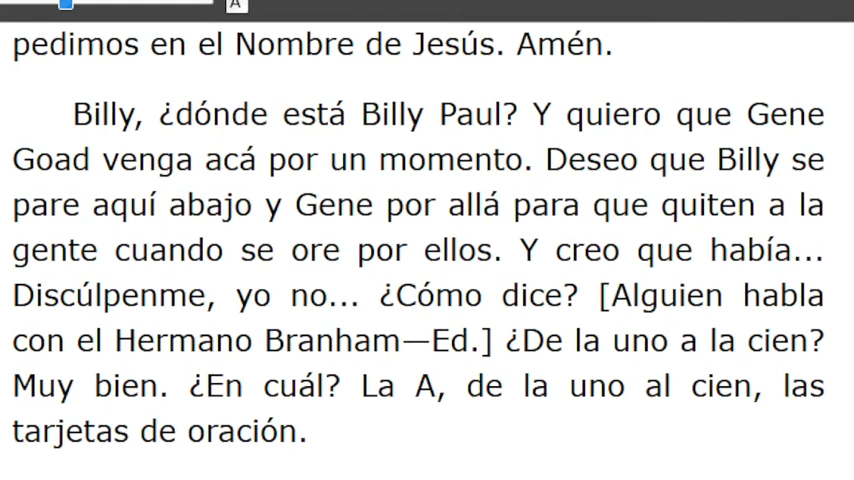 A
pedimos en el Nombre de Jesús. Amén.
Billy, ¿dónde está Billy Paul? Y quiero que Gene
Goad venga acá por un momento. Deseo que Billy se
pare aquí abajo y Gene por allá para que quiten a la
gente cuando se ore por ellos. Y creo que había...
Discúlpenme, yo no... ¿Cómo dice? [Alguien habla
con el Hermano Branham—Ed.] ¿De la uno a la cien?
Muy bien. ¿En cuál? La A, de la uno al cien, las
tarjetas de oración.